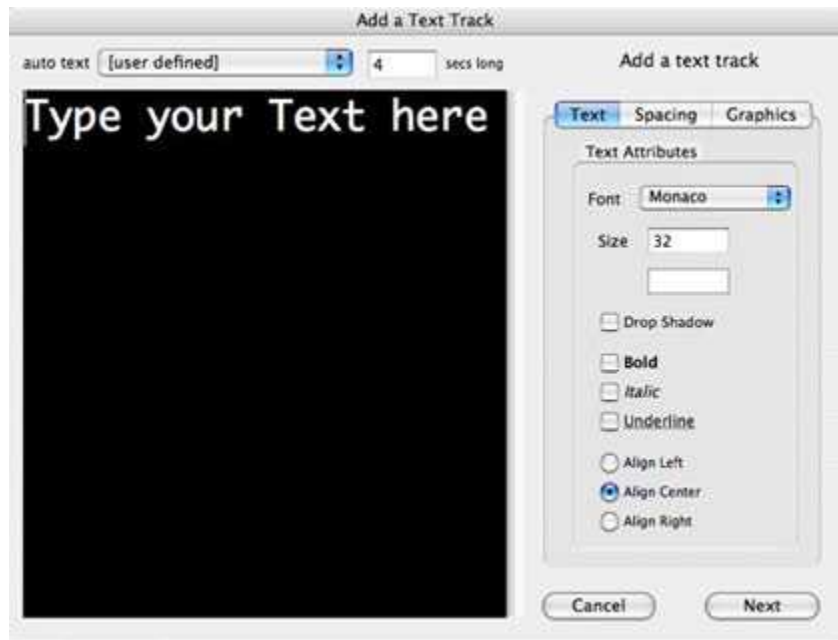 Add a Text Track
auto text [user defined] 4 secs long
Add a text track
Type your Text here
Text Spacing Graphics
Text Attributes
Font Monaco
Size 32
Drop Shadow
Bold
Italic
Underline
Align Left
Align Center
Align Right
Cancel Next